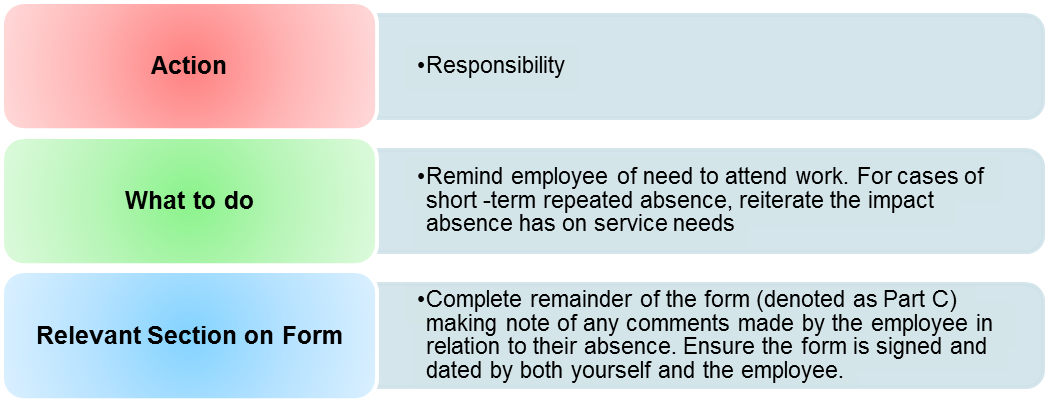 Action
•Responsibility
What to do
•Remind employee of need to attend work. For cases of
short -term repeated absence, reiterate the impact
absence has on service needs
Relevant Section on Form
•Complete remainder of the form (denoted as Part C)
making note of any comments made by the employee in
relation to their absence. Ensure the form is signed and
dated by both yourself and the employee.